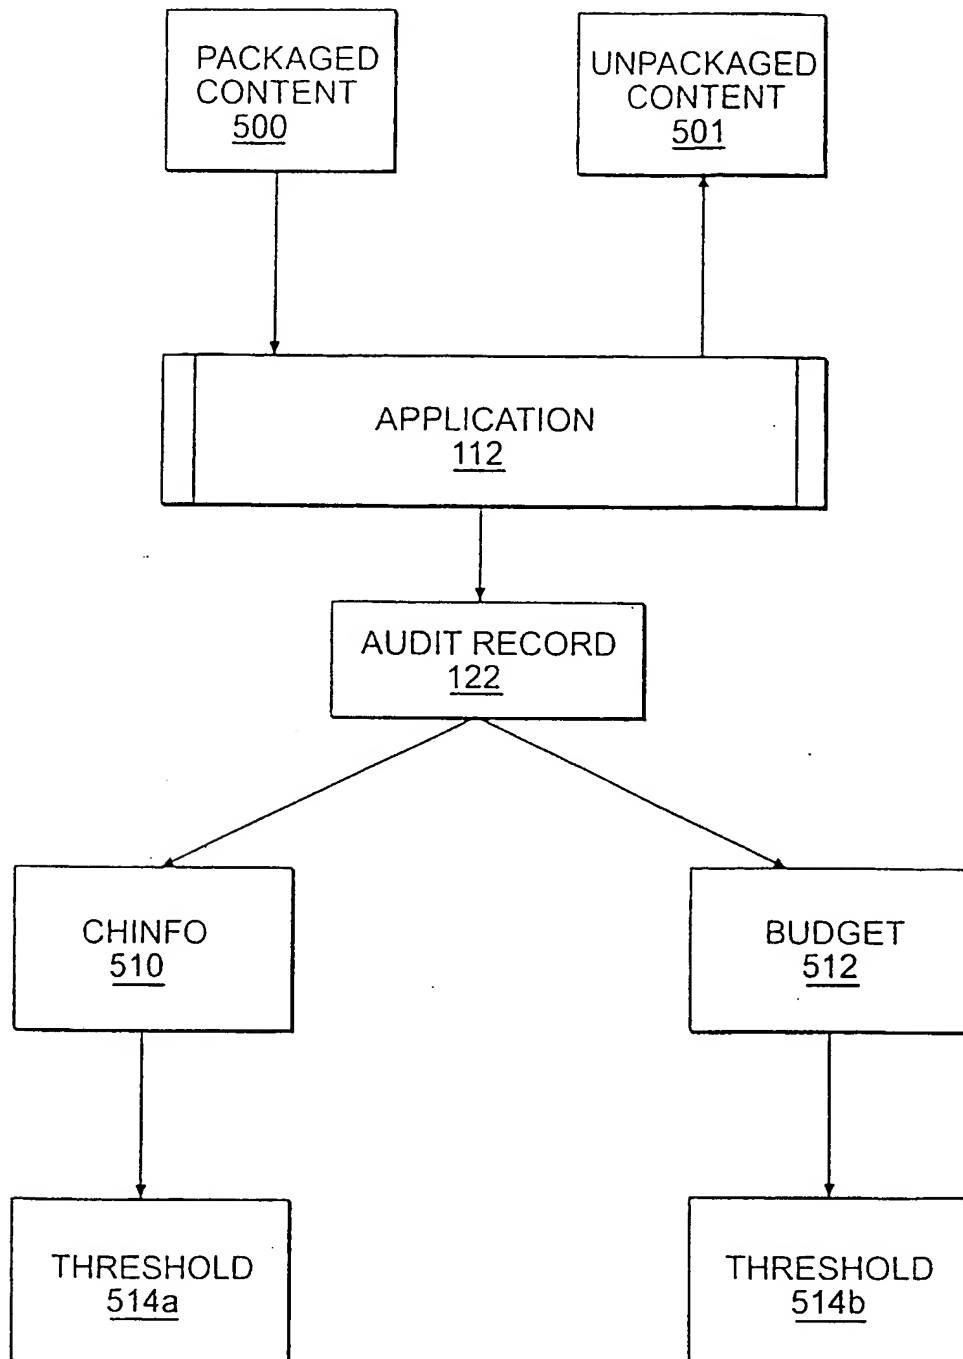 PACKAGED
CONTENT
500
UNPACKAGED
CONTENT
501
APPLICATION
112
AUDIT RECORD
122
CHINFO
510
BUDGET
512
THRESHOLD
514a
THRESHOLD
514b